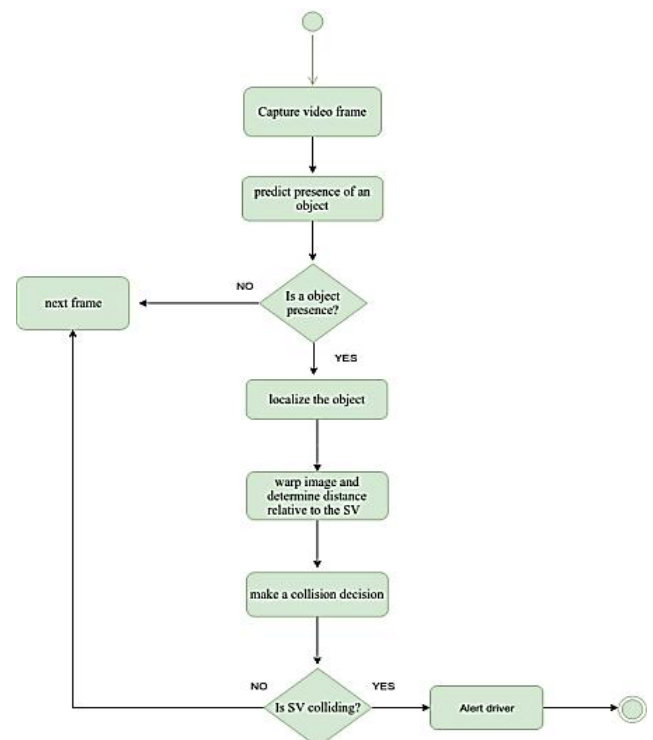 Capture video frame
predict presence of an
object
NO
next frame
Is a object
presence?
YES
localize the object
warp image and
determine distance
relative to the SV
make a collision decision
NO
Is SV colliding?
YES
Alert driver